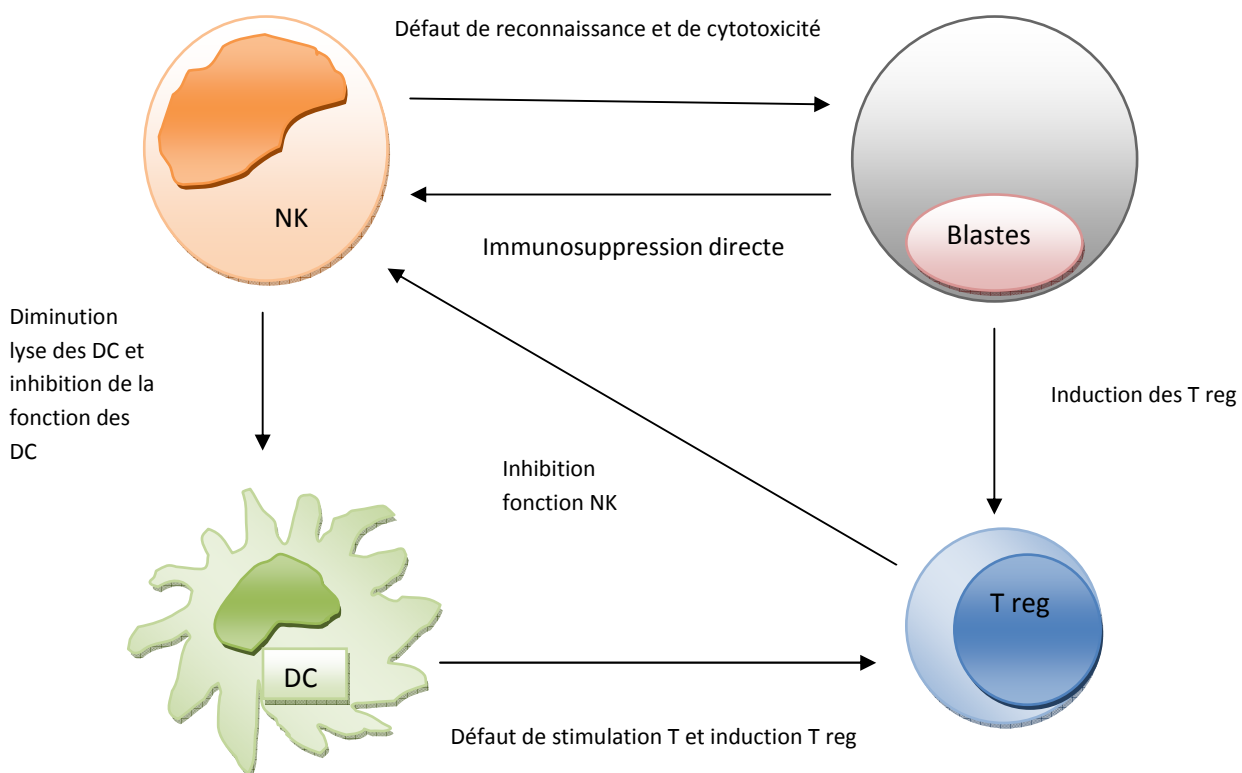 Défaut de reconnaissance et de cytotoxicité
NK
Blastes
Immunosuppression directe
Diminution
lyse des DC et
inhibition de la
fonction des
DC
Induction des T reg
Inhibition
fonction NK
T reg
DC
Défaut de stimulation T et induction T reg